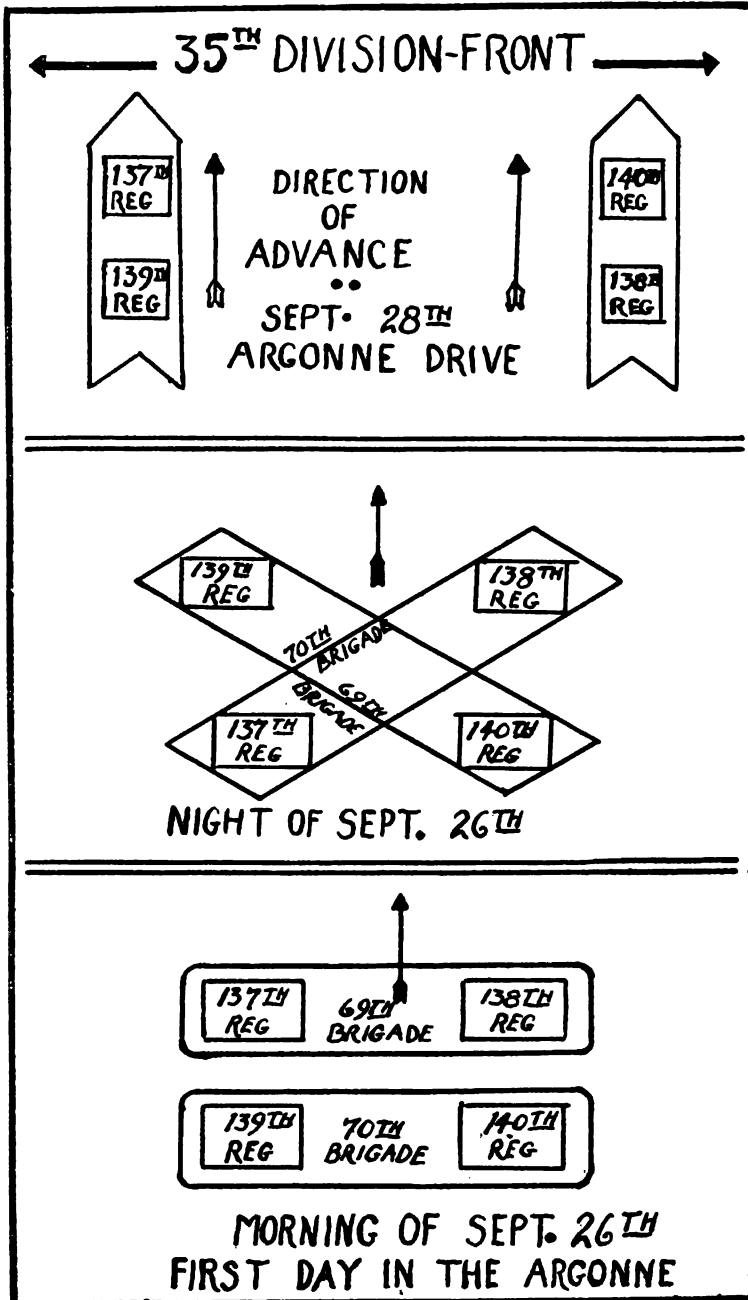 35TH DIVISION-FRONT
137TH
REG
139TH
REG
DIRECTION
OF
ADVANCE
••
SEPT. 28TH
ARGONNE DRIVE
140TH
REG
138TH
REG
139TH
REG
138TH
REG
70TH
BRIGADE
69TH
BRIGADE
137TH
REG
140TH
REG
NIGHT OF SEPT. 26TH
137TH
REG
69TH
BRIGADE
138TH
REG
139TH
REG
70TH
BRIGADE
140TH
REG
MORNING OF SEPT. 26TH
FIRST DAY IN THE ARGONNE